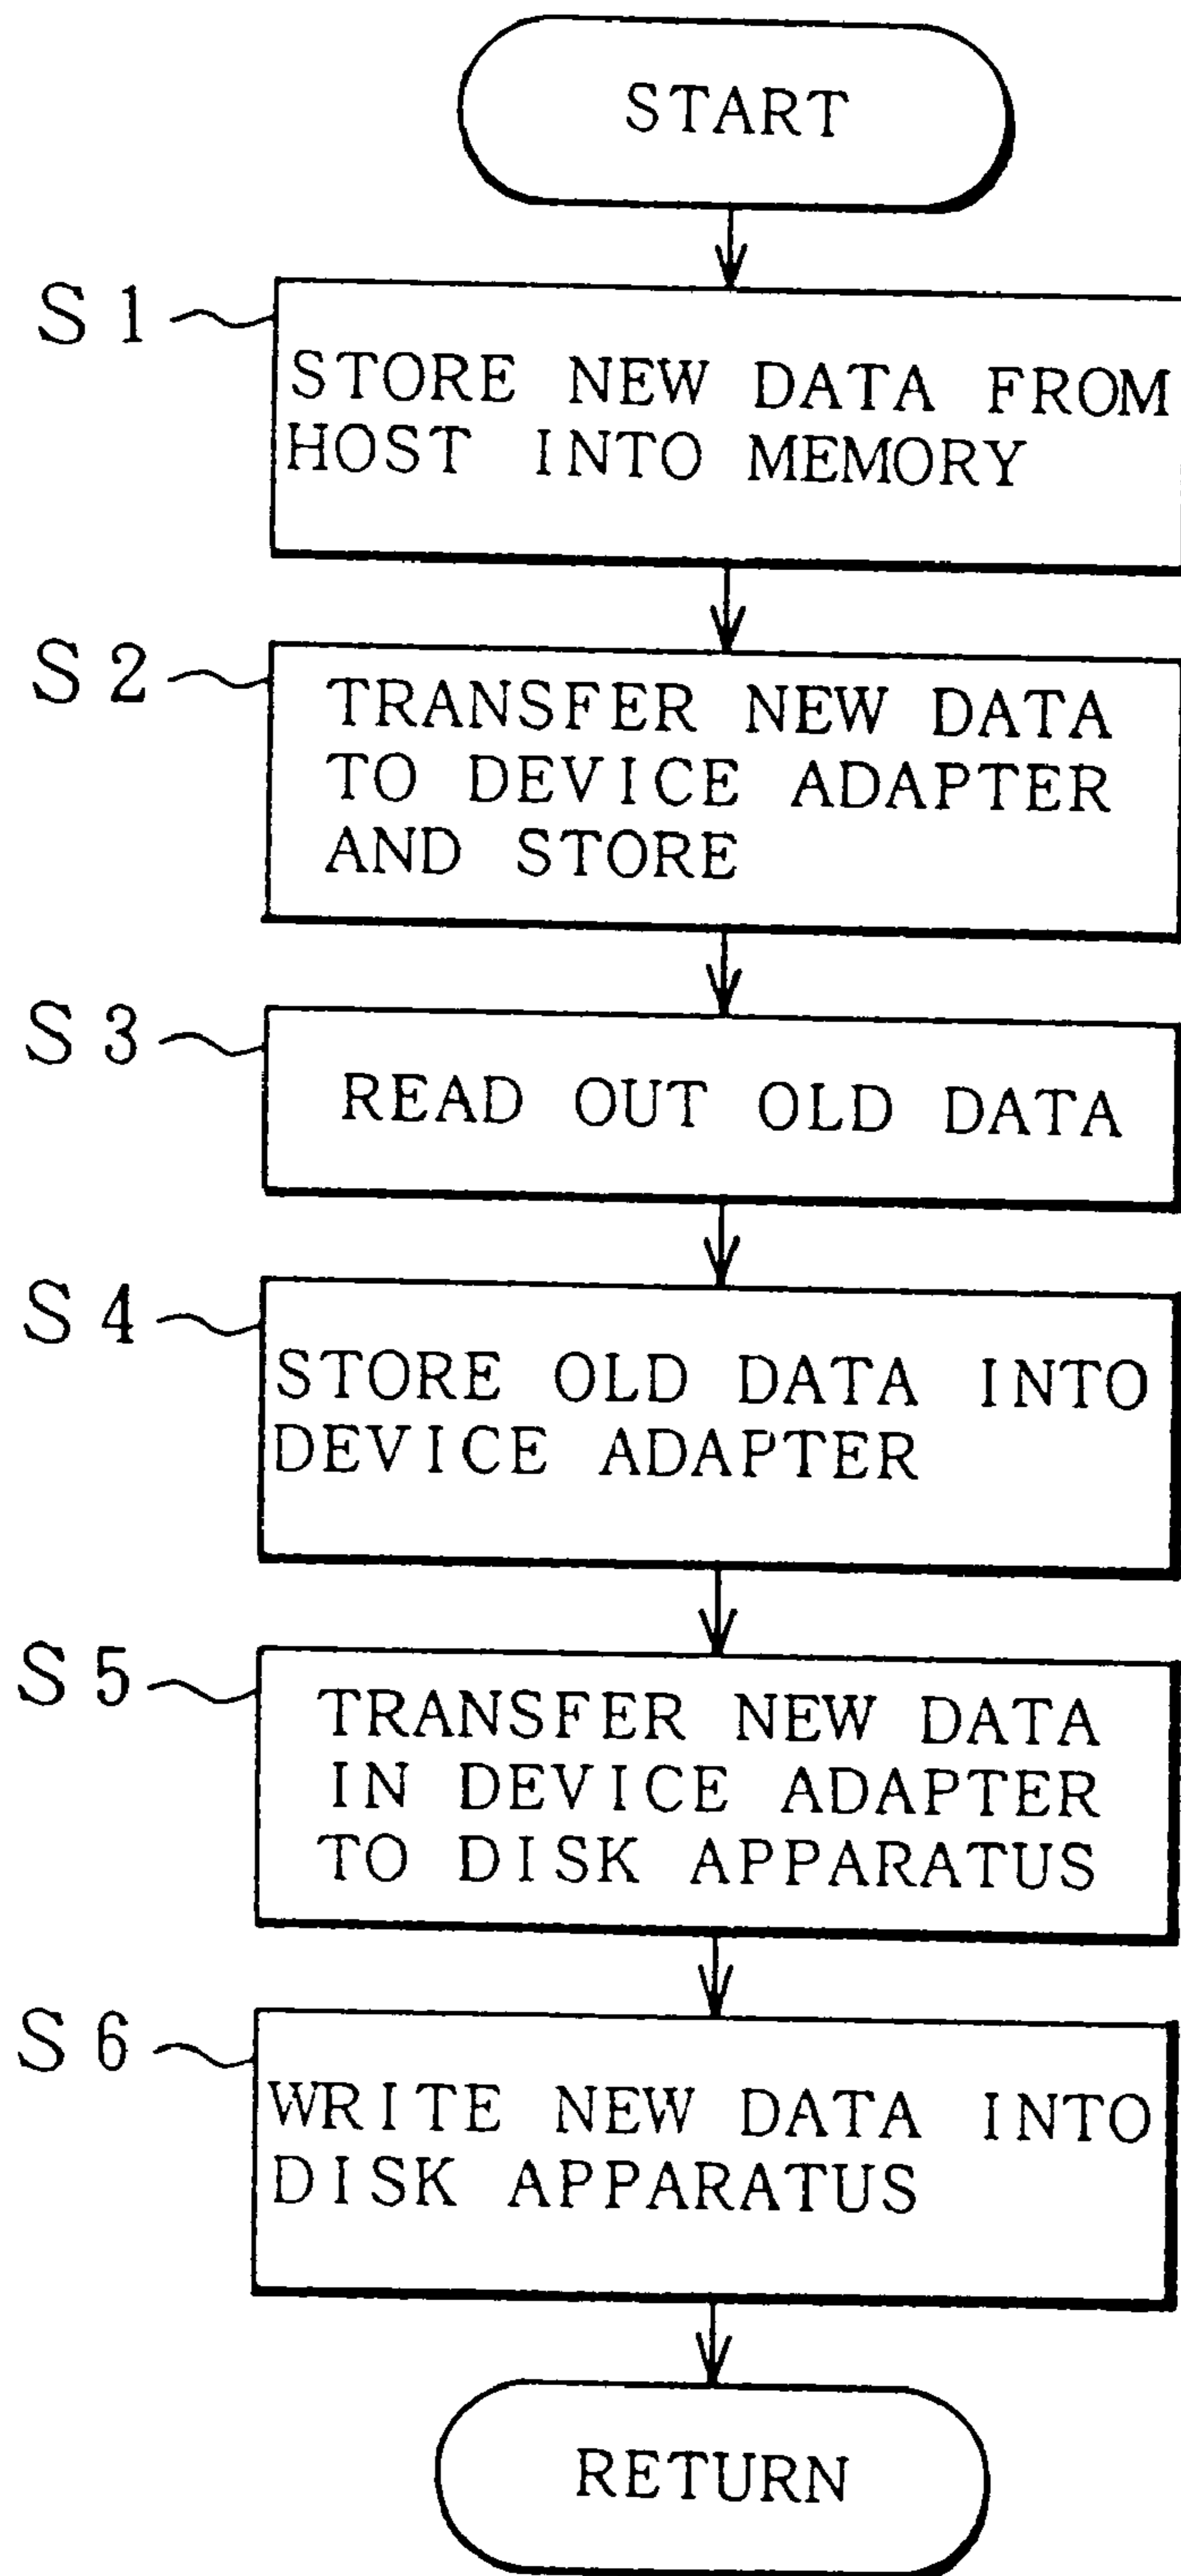 START
S1
STORE NEW DATA FROM
HOST INTO MEMORY
S2
TRANSFER NEW DATA
TO DEVICE ADAPTER
AND STORE
S3
READ OUT OLD DATA
S4
STORE OLD DATA INTO
DEVICE ADAPTER
S5
TRANSFER NEW DATA
IN DEVICE ADAPTER
TO DISK APPARATUS
S6
WRITE NEW DATA INTO
DISK APPARATUS
RETURN